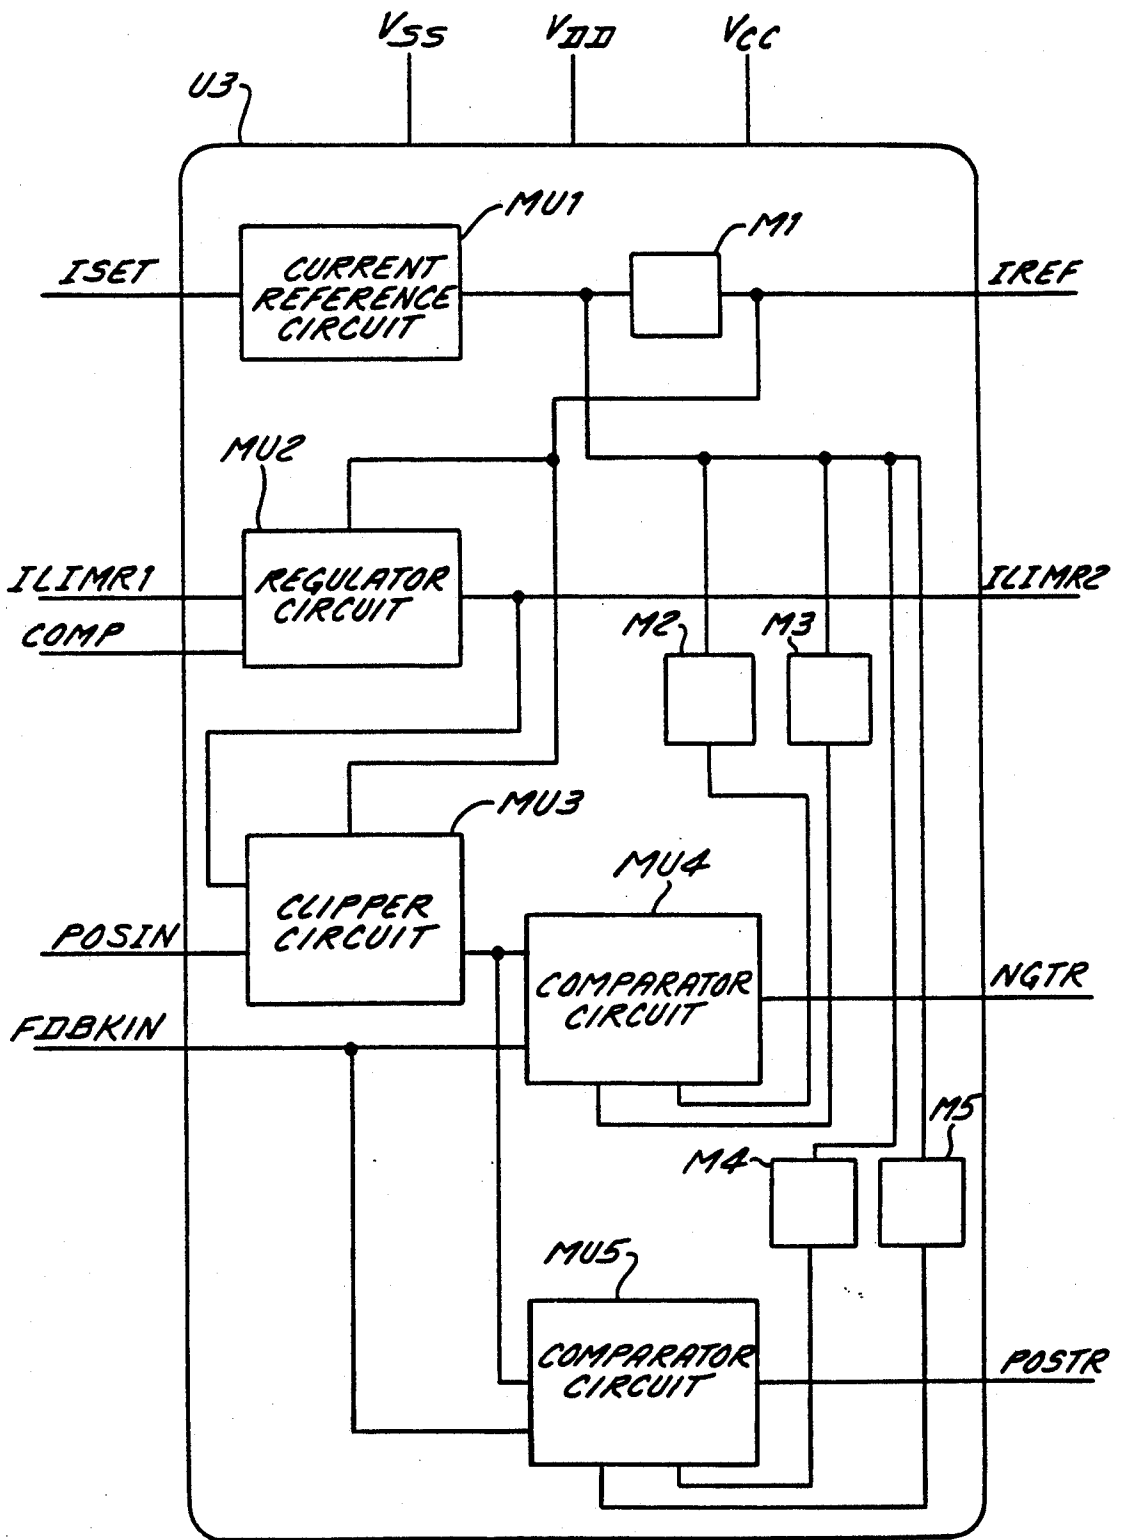 VSS
VDD
VCC
U3
MU1
M1
ISET
CURRENT
REFERENCE
CIRCUIT
IREF
MU2
ILIMR1
REGULATOR
CIRCUIT
ILIMR2
COMP
M2
M3
MU3
MU4
CLIPPER
CIRCUIT
POSIN
COMPARATOR
CIRCUIT
NGTR
FDBKIN
M5
M4
MU5
COMPARATOR
CIRCUIT
POSTR